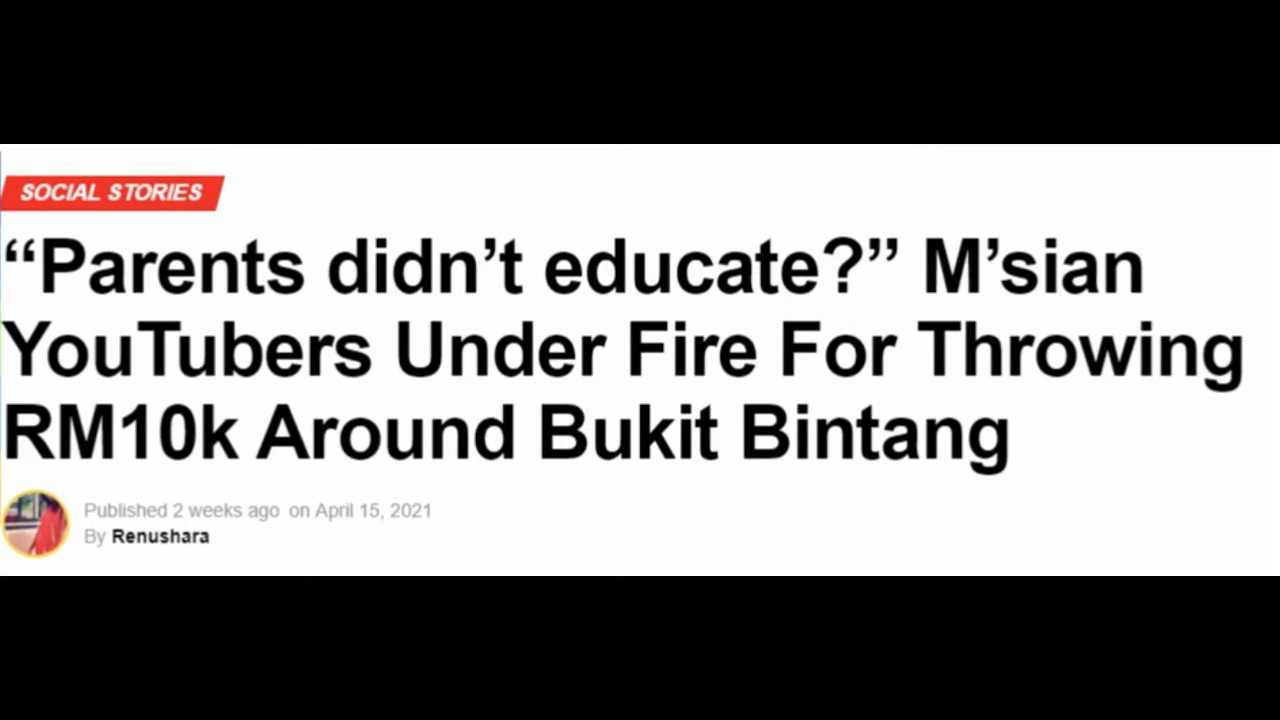 SOCIAL STORIES
“Parents didn’t educate?” M’sian
YouTubers Under Fire For Throwing
RM10k Around Bukit Bintang
Published 2 weeks ago on April 15, 2021
By Renushara